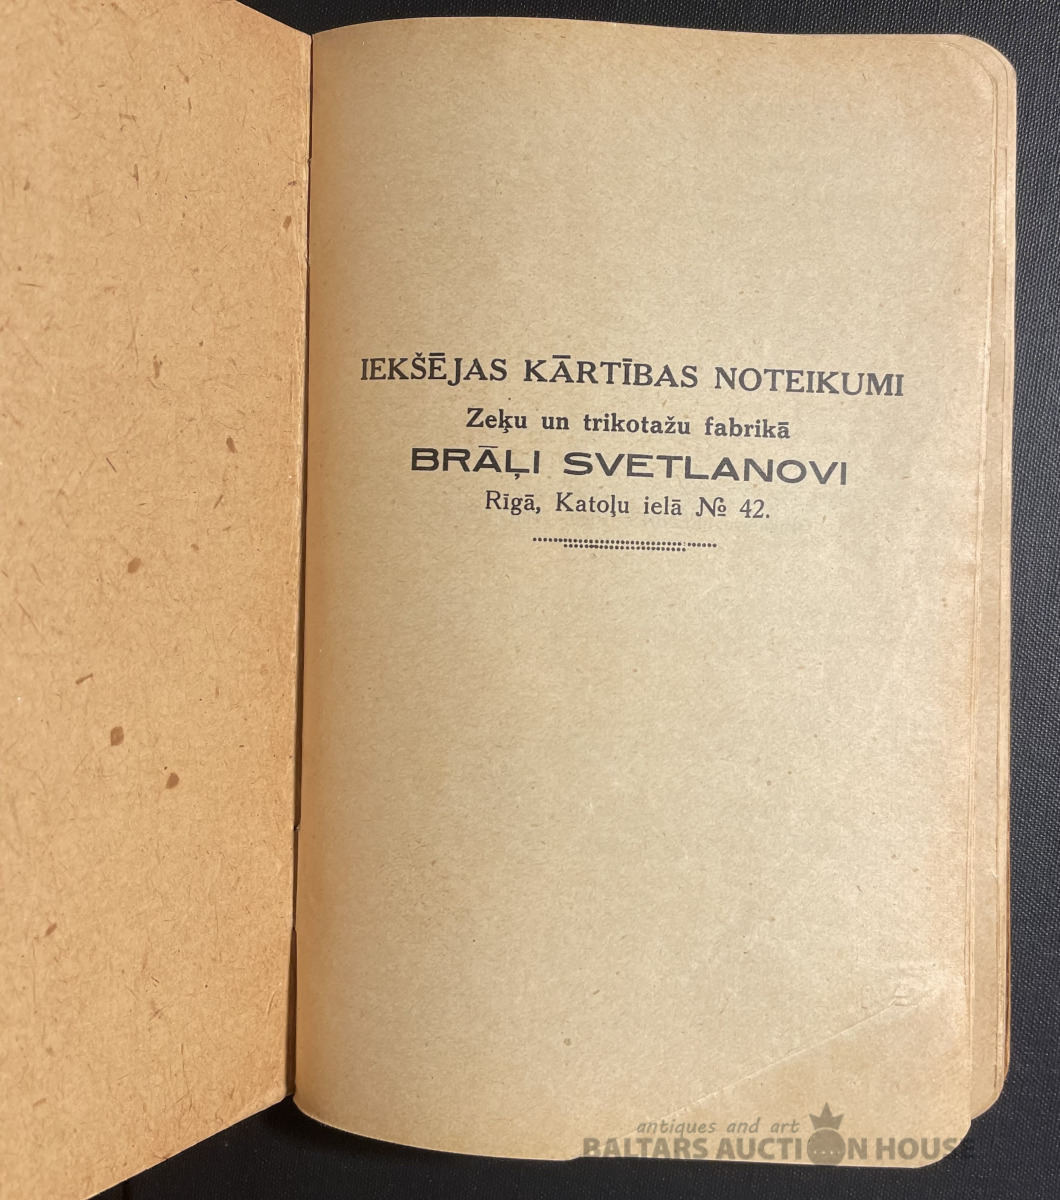 IEKŠĒJAS KĀRTĪBAS NOTEIKUMI
Zeķu un trikotažu fabrikā
BRĀĻI SVETLANOVI
Rīgā, Katoļu ielā № 42.
antiques and art
BALTARS AUCTION HOUSE